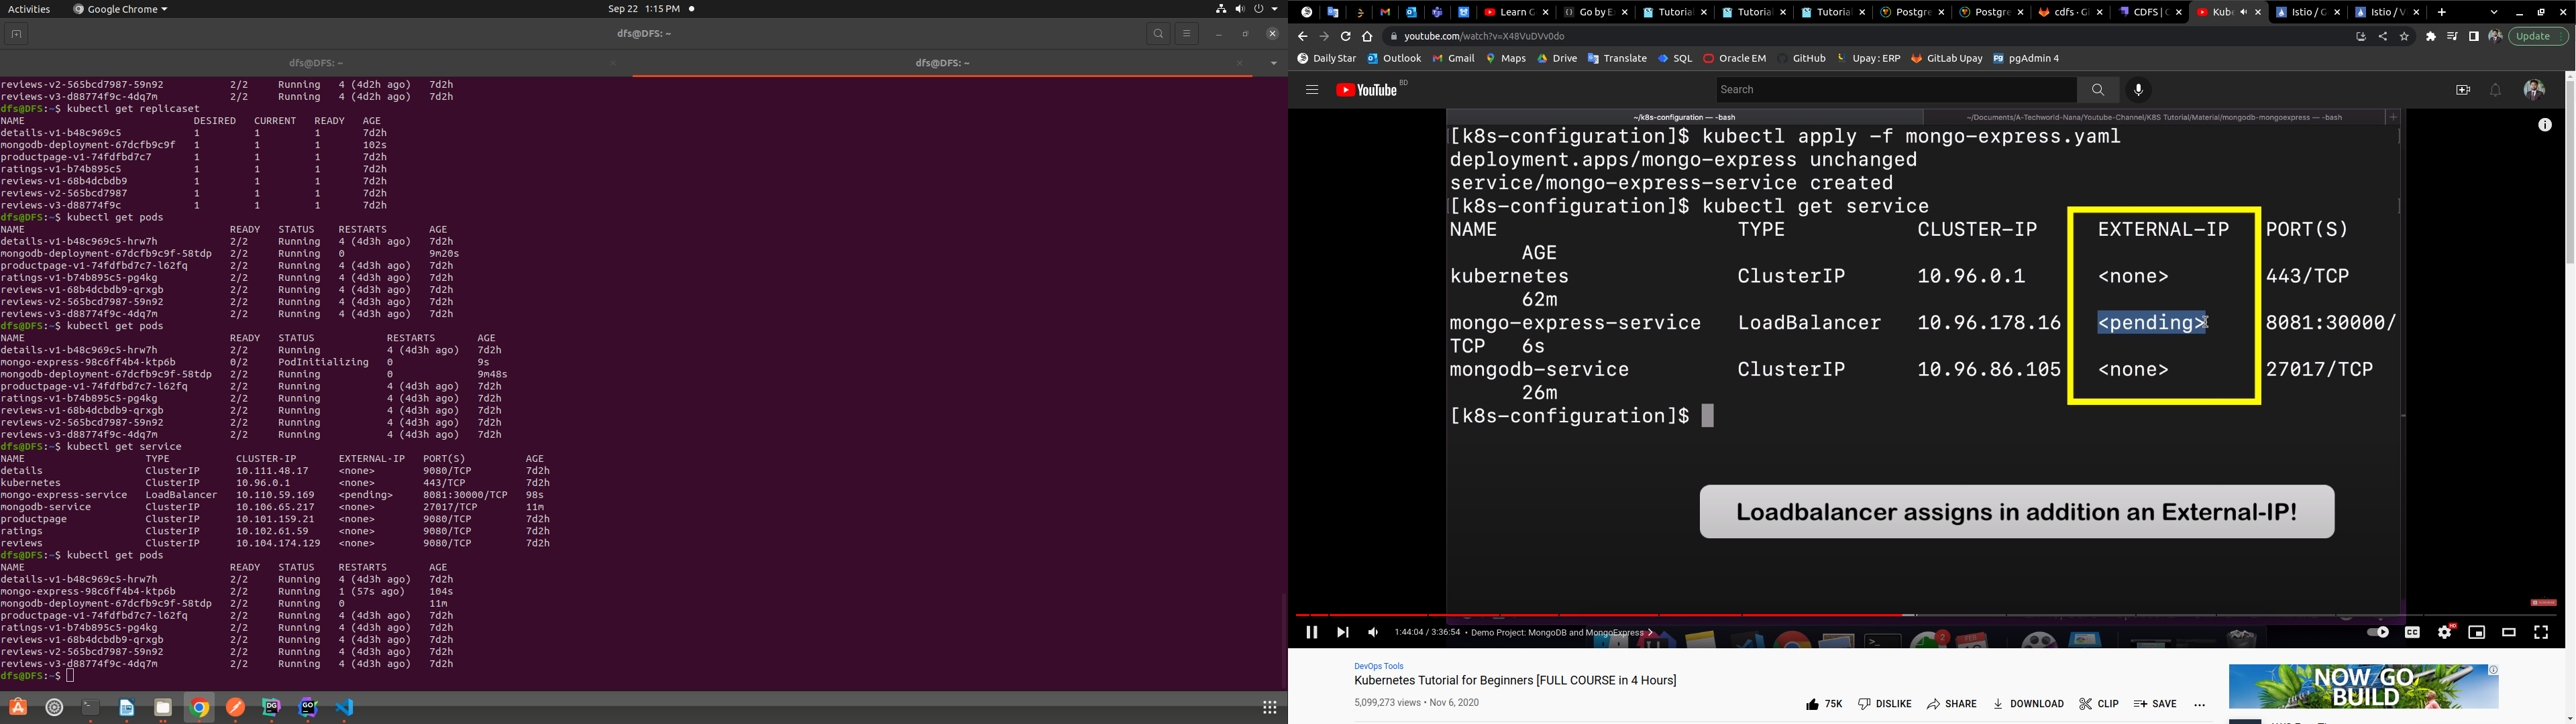 Activities Google Chrome Sep 22 1:15 PM
dfs@DFS: ~
dfs@DFS: ~ dfs@DFS: ~
reviews-v2-565bcd7987-59n92 2/2 Running 4 (4d2h ago) 7d2h
reviews-v3-d88774f9c-4dq7m 2/2 Running 4 (4d2h ago) 7d2h
dfs@DFS:~$ kubectl get replicaset
NAME DESIRED CURRENT READY AGE
details-v1-b48c969c5 1 1 1 7d2h
mongodb-deployment-67dcfb9c9f 1 1 1 102s
productpage-v1-74fdfbd7c7 1 1 1 7d2h
ratings-v1-b74b895c5 1 1 1 7d2h
reviews-v1-68b4dcbdb9 1 1 1 7d2h
reviews-v2-565bcd7987 1 1 1 7d2h
reviews-v3-d88774f9c 1 1 1 7d2h
dfs@DFS:~$ kubectl get pods
NAME READY STATUS RESTARTS AGE
details-v1-b48c969c5-hrw7h 2/2 Running 4 (4d3h ago) 7d2h
mongodb-deployment-67dcfb9c9f-58tdp 2/2 Running 0 9m20s
productpage-v1-74fdfbd7c7-l62fq 2/2 Running 4 (4d3h ago) 7d2h
ratings-v1-b74b895c5-pg4kg 2/2 Running 4 (4d3h ago) 7d2h
reviews-v1-68b4dcbdb9-qrxgb 2/2 Running 4 (4d3h ago) 7d2h
reviews-v2-565bcd7987-59n92 2/2 Running 4 (4d3h ago) 7d2h
reviews-v3-d88774f9c-4dq7m 2/2 Running 4 (4d3h ago) 7d2h
dfs@DFS:~$ kubectl get pods
NAME READY STATUS RESTARTS AGE
details-v1-b48c969c5-hrw7h 2/2 Running 4 (4d3h ago) 7d2h
mongo-express-98c6ff4b4-ktp6b 0/2 PodInitializing 0 9s
mongodb-deployment-67dcfb9c9f-58tdp 2/2 Running 0 9m48s
productpage-v1-74fdfbd7c7-l62fq 2/2 Running 4 (4d3h ago) 7d2h
ratings-v1-b74b895c5-pg4kg 2/2 Running 4 (4d3h ago) 7d2h
reviews-v1-68b4dcbdb9-qrxgb 2/2 Running 4 (4d3h ago) 7d2h
reviews-v2-565bcd7987-59n92 2/2 Running 4 (4d3h ago) 7d2h
reviews-v3-d88774f9c-4dq7m 2/2 Running 4 (4d3h ago) 7d2h
dfs@DFS:~$ kubectl get service
NAME TYPE CLUSTER-IP EXTERNAL-IP PORT(S) AGE
details ClusterIP 10.111.48.17 <none> 9080/TCP 7d2h
kubernetes ClusterIP 10.96.0.1 <none> 443/TCP 7d2h
mongo-express-service LoadBalancer 10.110.59.169 <pending> 8081:30000/TCP 98s
mongodb-service ClusterIP 10.106.65.217 <none> 27017/TCP 11m
productpage ClusterIP 10.101.159.21 <none> 9080/TCP 7d2h
ratings ClusterIP 10.102.61.59 <none> 9080/TCP 7d2h
reviews ClusterIP 10.104.174.129 <none> 9080/TCP 7d2h
dfs@DFS:~$ kubectl get pods
NAME READY STATUS RESTARTS AGE
details-v1-b48c969c5-hrw7h 2/2 Running 4 (4d3h ago) 7d2h
mongo-express-98c6ff4b4-ktp6b 2/2 Running 1 (57s ago) 104s
mongodb-deployment-67dcfb9c9f-58tdp 2/2 Running 0 11m
productpage-v1-74fdfbd7c7-l62fq 2/2 Running 4 (4d3h ago) 7d2h
ratings-v1-b74b895c5-pg4kg 2/2 Running 4 (4d3h ago) 7d2h
reviews-v1-68b4dcbdb9-qrxgb 2/2 Running 4 (4d3h ago) 7d2h
reviews-v2-565bcd7987-59n92 2/2 Running 4 (4d3h ago) 7d2h
reviews-v3-d88774f9c-4dq7m 2/2 Running 4 (4d3h ago) 7d2h
dfs@DFS:~$
Learn G Go by E Tutorial Tutorial Tutorial Postgre Postgre cdfs · G CDFS | Kube Istio / G Istio / V
youtube.com/watch?v=X48VuDVv0do Update
Daily Star Outlook Gmail Maps Drive Translate SQL Oracle EM GitHub Upay : ERP GitLab Upay pgAdmin 4
YouTube BD Search
~/k8s-configuration — -bash ~/Documents/A-Techworld-Nana/Youtube-Channel/K8S Tutorial/Material/mongodb-mongoexpress — -bash
[k8s-configuration]$ kubectl apply -f mongo-express.yaml
deployment.apps/mongo-express unchanged
service/mongo-express-service created
[k8s-configuration]$ kubectl get service
NAME TYPE CLUSTER-IP EXTERNAL-IP PORT(S)
AGE
kubernetes ClusterIP 10.96.0.1 <none> 443/TCP
62m
mongo-express-service LoadBalancer 10.96.178.16 <pending> 8081:30000/
TCP 6s
mongodb-service ClusterIP 10.96.86.105 <none> 27017/TCP
26m
[k8s-configuration]$
Loadbalancer assigns in addition an External-IP!
1:44:04 / 3:36:54 • Demo Project: MongoDB and MongoExpress
DevOps Tools
Kubernetes Tutorial for Beginners [FULL COURSE in 4 Hours]
5,099,273 views • Nov 6, 2020
75K DISLIKE SHARE DOWNLOAD CLIP SAVE
NOW GO
BUILD